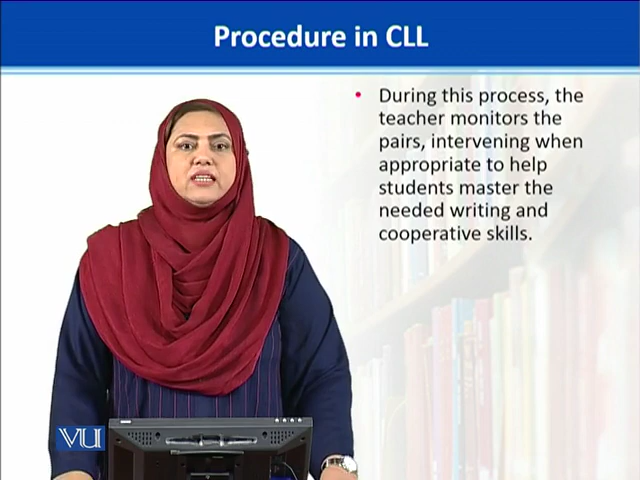 Procedure in CLL
• During this process, the
teacher monitors the
pairs, intervening when
appropriate to help
students master the
needed writing and
cooperative skills.
VU